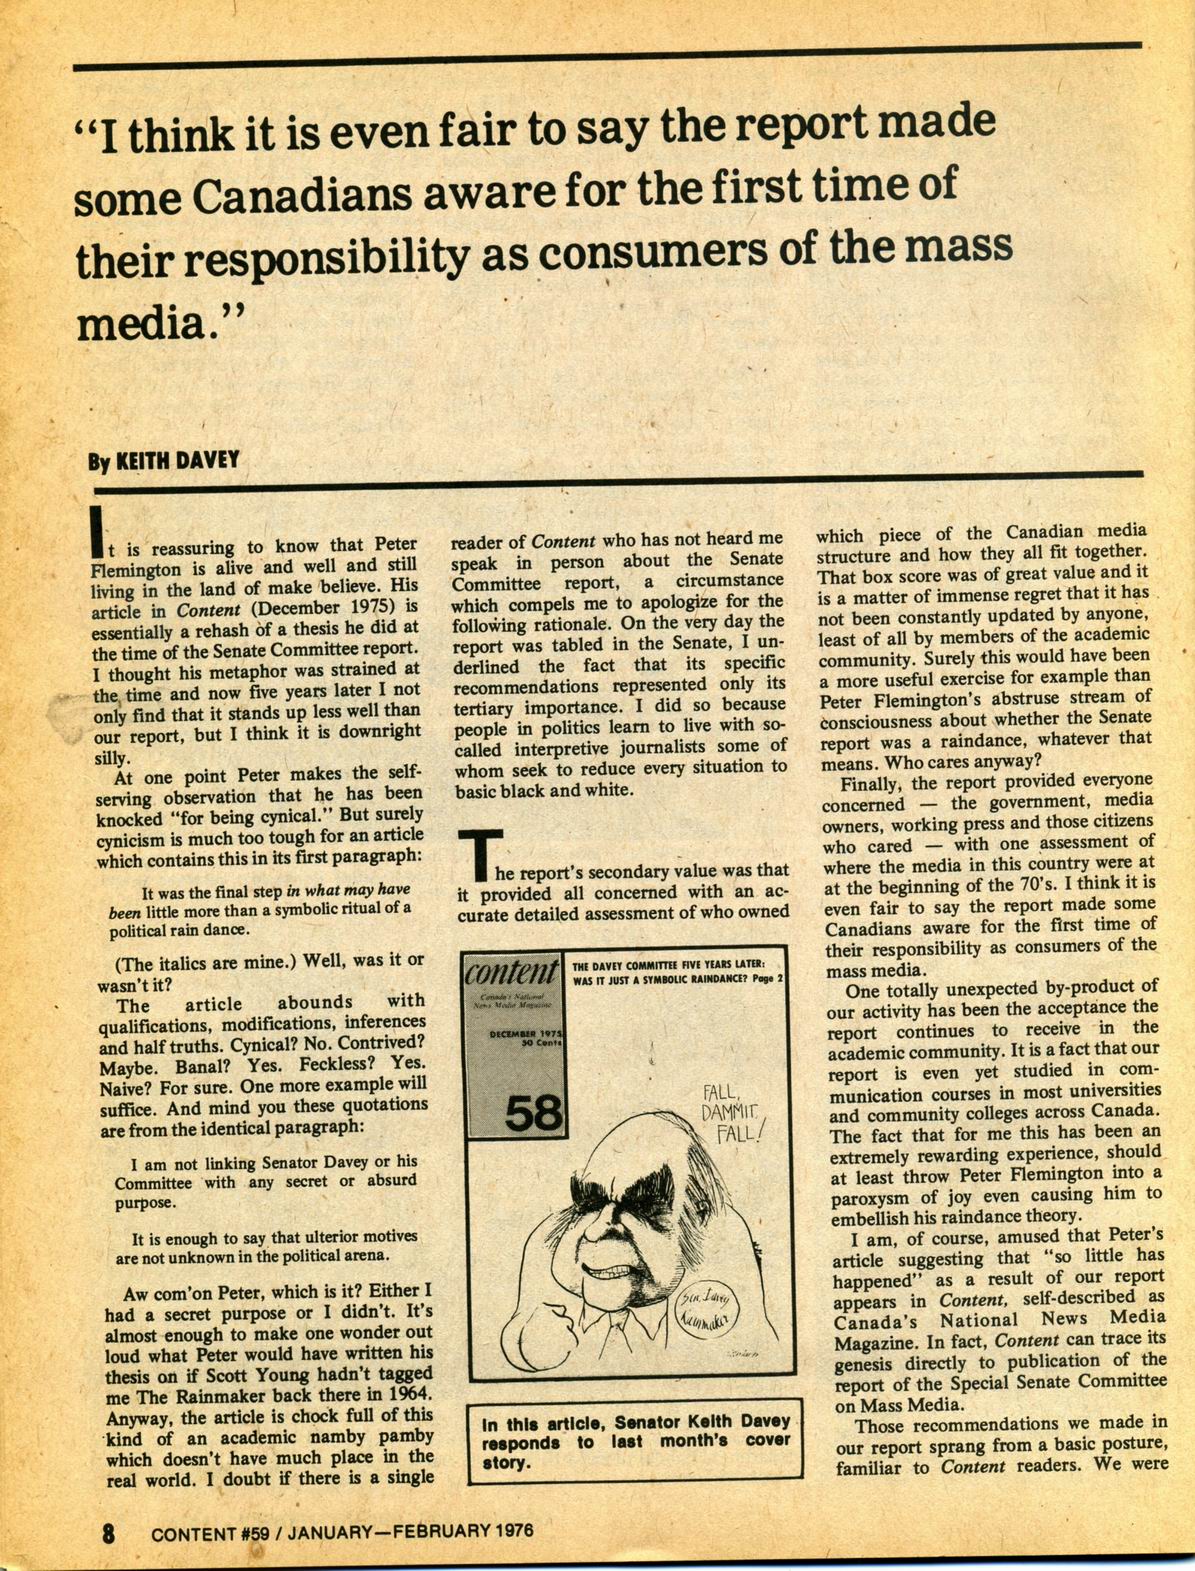 “I think it is even fair to say the report made
some Canadians aware for the first time of
their responsibility as consumers of the mass
media.”
By KEITH DAVEY
It is reassuring to know that Peter
Flemington is alive and well and still
living in the land of make believe. His
article in Content (December 1975) is
essentially a rehash of a thesis he did at
the time of the Senate Committee report.
I thought his metaphor was strained at
the time and now five years later I not
only find that it stands up less well than
our report, but I think it is downright
silly.
At one point Peter makes the self-
serving observation that he has been
knocked “for being cynical.” But surely
cynicism is much too tough for an article
which contains this in its first paragraph:
It was the final step in what may have
been little more than a symbolic ritual of a
political rain dance.
(The italics are mine.) Well, was it or
wasn't it?
The article abounds with
qualifications, modifications, inferences
and half truths. Cynical? No. Contrived?
Maybe. Banal? Yes. Feckless? Yes.
Naive? For sure. One more example will
suffice. And mind you these quotations
are from the identical paragraph:
I am not linking Senator Davey or his
Committee with any secret or absurd
purpose.
It is enough to say that ulterior motives
are not unknown in the political arena.
Aw com'on Peter, which is it? Either I
had a secret purpose or I didn't. It's
almost enough to make one wonder out
loud what Peter would have written his
thesis on if Scott Young hadn't tagged
me The Rainmaker back there in 1964.
Anyway, the article is chock full of this
kind of an academic namby pamby
which doesn't have much place in the
real world. I doubt if there is a single
reader of Content who has not heard me
speak in person about the Senate
Committee report, a circumstance
which compels me to apologize for the
following rationale. On the very day the
report was tabled in the Senate, I un-
derlined the fact that its specific
recommendations represented only its
tertiary importance. I did so because
people in politics learn to live with so-
called interpretive journalists some of
whom seek to reduce every situation to
basic black and white.
The report's secondary value was that
it provided all concerned with an ac-
curate detailed assessment of who owned
content
Canada's National
News Media Magazine
DECEMBER 1975
50 Cents
58
THE DAVEY COMMITTEE FIVE YEARS LATER:
WAS IT JUST A SYMBOLIC RAINDANCE? Page 2
FALL,
DAMMIT,
FALL!
Sen. Davey
Rainmaker
In this article, Senator Keith Davey
responds to last month's cover
story.
which piece of the Canadian media
structure and how they all fit together.
That box score was of great value and it
is a matter of immense regret that it has
not been constantly updated by anyone,
least of all by members of the academic
community. Surely this would have been
a more useful exercise for example than
Peter Flemington's abstruse stream of
consciousness about whether the Senate
report was a raindance, whatever that
means. Who cares anyway?
Finally, the report provided everyone
concerned — the government, media
owners, working press and those citizens
who cared — with one assessment of
where the media in this country were at
at the beginning of the 70's. I think it is
even fair to say the report made some
Canadians aware for the first time of
their responsibility as consumers of the
mass media.
One totally unexpected by-product of
our activity has been the acceptance the
report continues to receive in the
academic community. It is a fact that our
report is even yet studied in com-
munication courses in most universities
and community colleges across Canada.
The fact that for me this has been an
extremely rewarding experience, should
at least throw Peter Flemington into a
paroxysm of joy even causing him to
embellish his raindance theory.
I am, of course, amused that Peter's
article suggesting that “so little has
happened” as a result of our report
appears in Content, self-described as
Canada's National News Media
Magazine. In fact, Content can trace its
genesis directly to publication of the
report of the Special Senate Committee
on Mass Media.
Those recommendations we made in
our report sprang from a basic posture,
familiar to Content readers. We were
8 CONTENT #59 / JANUARY—FEBRUARY 1976